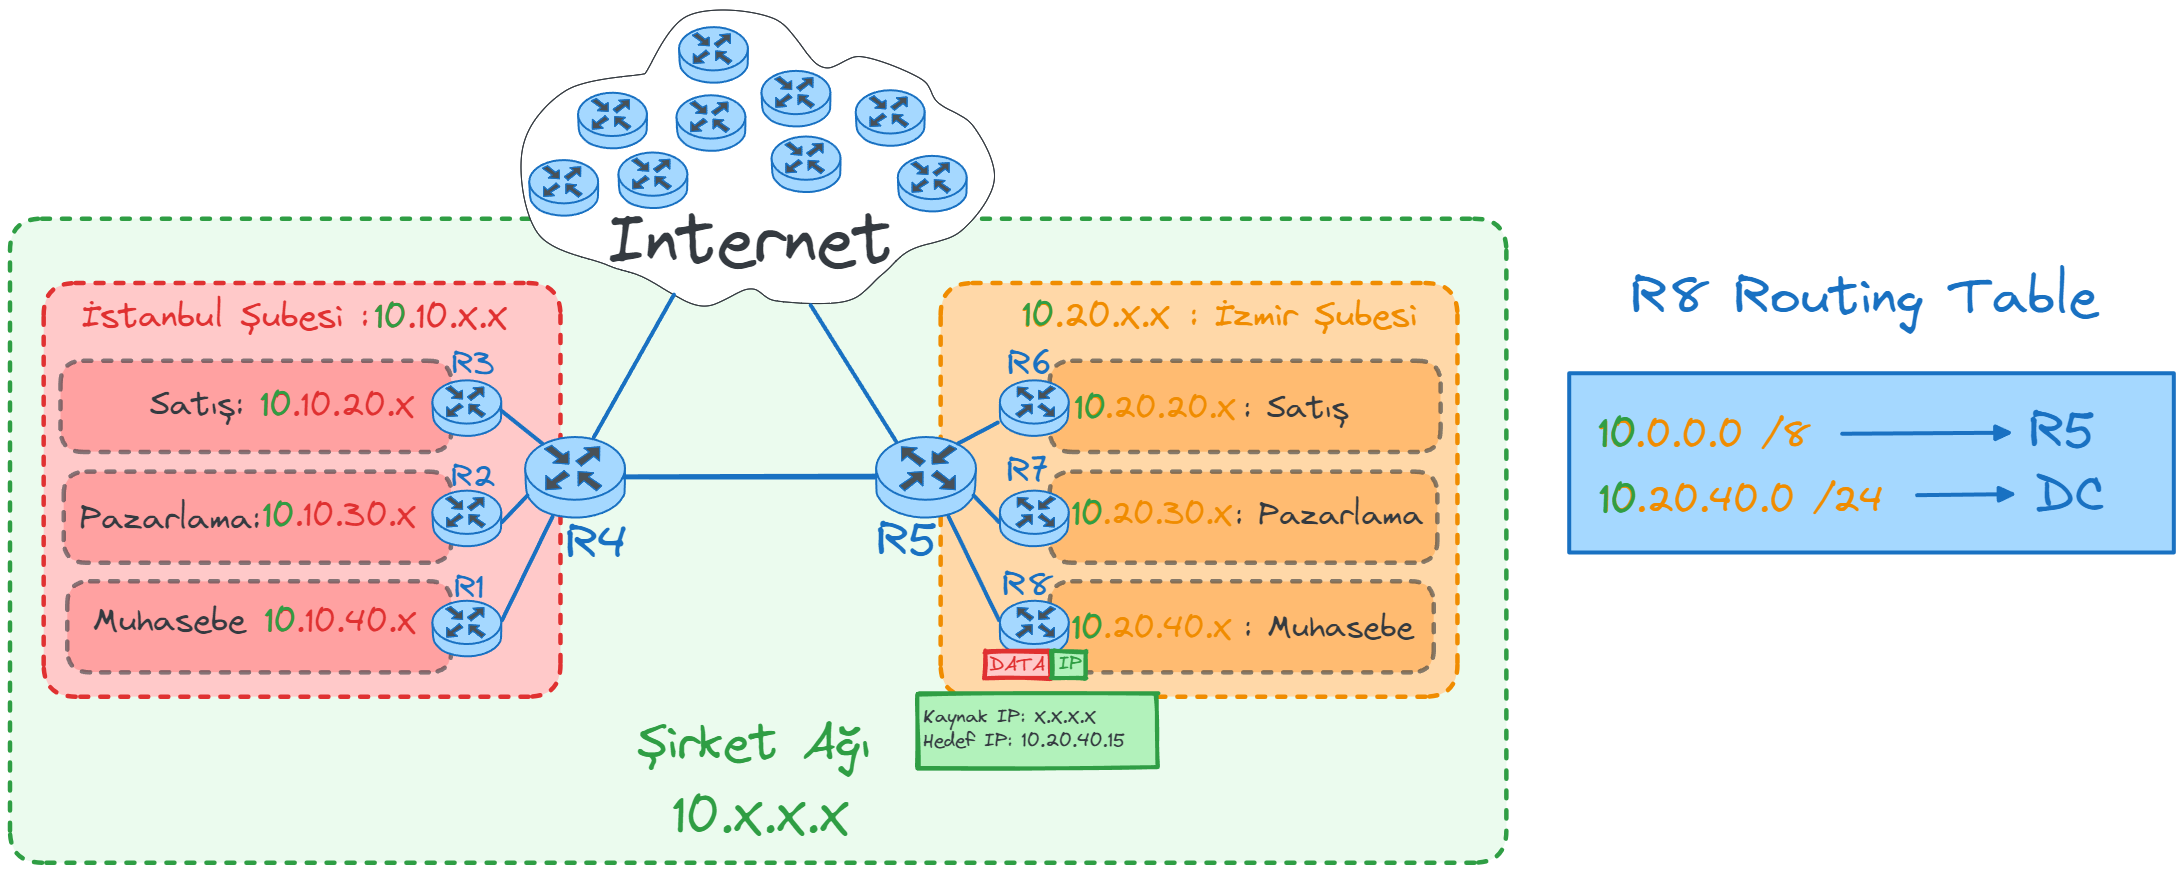 Internet
İstanbul Şubesi :10.10.x.x
R3
Satış: 10.10.20.x
R2
Pazarlama:10.10.30.x
R1
Muhasebe 10.10.40.x
R4
R5
10.20.x.x : İzmir Şubesi
R6
10.20.20.x : Satış
R7
10.20.30.x: Pazarlama
R8
10.20.40.x : Muhasebe
DATA IP
Kaynak IP: x.x.x.x
Hedef IP: 10.20.40.15
Şirket Ağı
10.x.x.x
R8 Routing Table
10.0.0.0 /8 R5
10.20.40.0 /24 DC